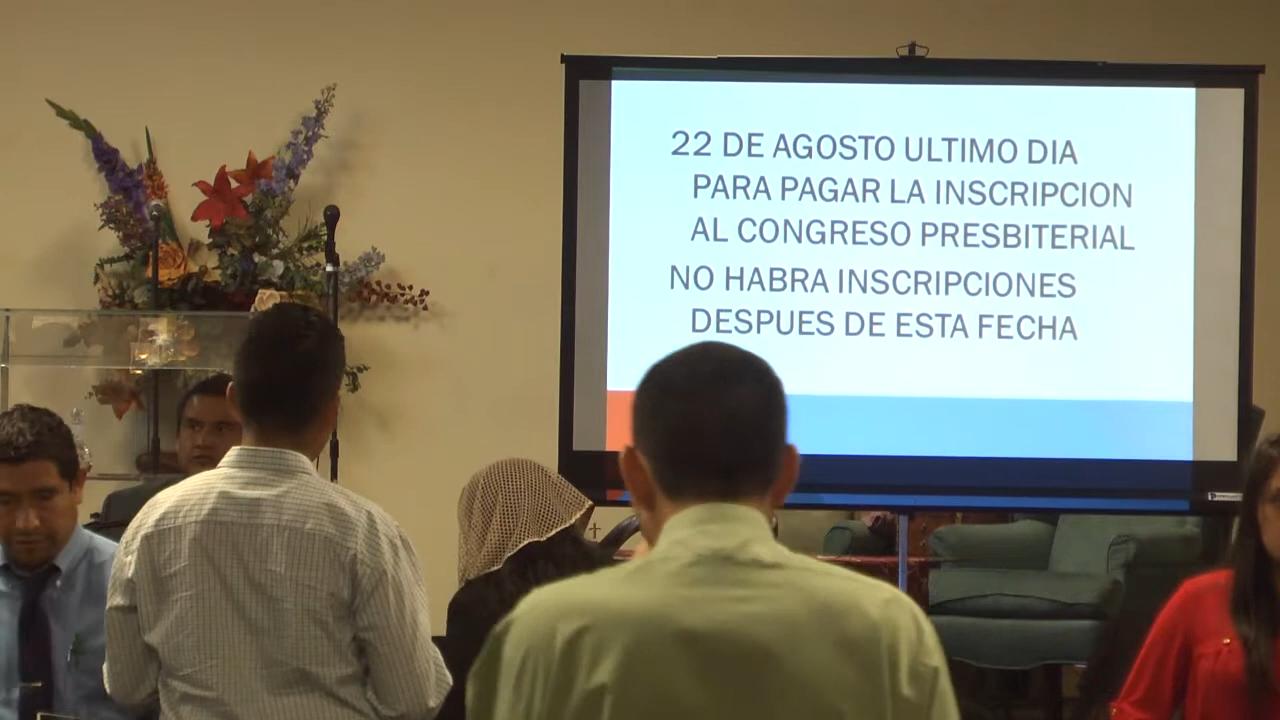 22 DE AGOSTO ULTIMO DIA
PARA PAGAR LA INSCRIPCION
AL CONGRESO PRESBITERIAL
NO HABRA INSCRIPCIONES
DESPUES DE ESTA FECHA